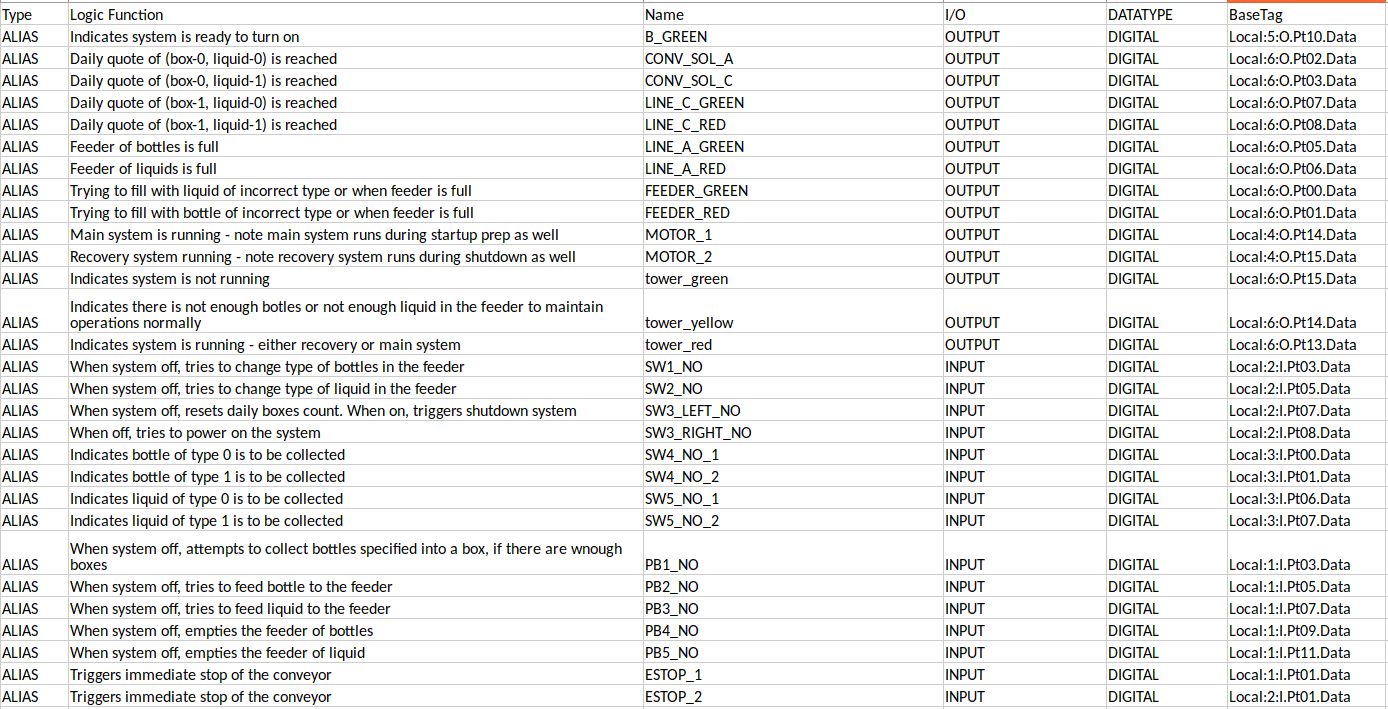 Type Logic Function Name I/O DATATYPE BaseTag
ALIAS Indicates system is ready to turn on B_GREEN OUTPUT DIGITAL Local:5:O.Pt10.Data
ALIAS Daily quote of (box-0, liquid-0) is reached CONV_SOL_A OUTPUT DIGITAL Local:6:O.Pt02.Data
ALIAS Daily quote of (box-0, liquid-1) is reached CONV_SOL_C OUTPUT DIGITAL Local:6:O.Pt03.Data
ALIAS Daily quote of (box-1, liquid-0) is reached LINE_C_GREEN OUTPUT DIGITAL Local:6:O.Pt07.Data
ALIAS Daily quote of (box-1, liquid-1) is reached LINE_C_RED OUTPUT DIGITAL Local:6:O.Pt08.Data
ALIAS Feeder of bottles is full LINE_A_GREEN OUTPUT DIGITAL Local:6:O.Pt05.Data
ALIAS Feeder of liquids is full LINE_A_RED OUTPUT DIGITAL Local:6:O.Pt06.Data
ALIAS Trying to fill with liquid of incorrect type or when feeder is full FEEDER_GREEN OUTPUT DIGITAL Local:6:O.Pt00.Data
ALIAS Trying to fill with bottle of incorrect type or when feeder is full FEEDER_RED OUTPUT DIGITAL Local:6:O.Pt01.Data
ALIAS Main system is running - note main system runs during startup prep as well MOTOR_1 OUTPUT DIGITAL Local:4:O.Pt14.Data
ALIAS Recovery system running - note recovery system runs during shutdown as well MOTOR_2 OUTPUT DIGITAL Local:4:O.Pt15.Data
ALIAS Indicates system is not running tower_green OUTPUT DIGITAL Local:6:O.Pt15.Data
Indicates there is not enough botles or not enough liquid in the feeder to maintain
ALIAS operations normally tower_yellow OUTPUT DIGITAL Local:6:O.Pt14.Data
ALIAS Indicates system is running - either recovery or main system tower_red OUTPUT DIGITAL Local:6:O.Pt13.Data
ALIAS When system off, tries to change type of bottles in the feeder SW1_NO INPUT DIGITAL Local:2:I.Pt03.Data
ALIAS When system off, tries to change type of liquid in the feeder SW2_NO INPUT DIGITAL Local:2:I.Pt05.Data
ALIAS When system off, resets daily boxes count. When on, triggers shutdown system SW3_LEFT_NO INPUT DIGITAL Local:2:I.Pt07.Data
ALIAS When off, tries to power on the system SW3_RIGHT_NO INPUT DIGITAL Local:2:I.Pt08.Data
ALIAS Indicates bottle of type 0 is to be collected SW4_NO_1 INPUT DIGITAL Local:3:I.Pt00.Data
ALIAS Indicates bottle of type 1 is to be collected SW4_NO_2 INPUT DIGITAL Local:3:I.Pt01.Data
ALIAS Indicates liquid of type 0 is to be collected SW5_NO_1 INPUT DIGITAL Local:3:I.Pt06.Data
ALIAS Indicates liquid of type 1 is to be collected SW5_NO_2 INPUT DIGITAL Local:3:I.Pt07.Data
When system off, attempts to collect bottles specified into a box, if there are wnough
ALIAS boxes PB1_NO INPUT DIGITAL Local:1:I.Pt03.Data
ALIAS When system off, tries to feed bottle to the feeder PB2_NO INPUT DIGITAL Local:1:I.Pt05.Data
ALIAS When system off, tries to feed liquid to the feeder PB3_NO INPUT DIGITAL Local:1:I.Pt07.Data
ALIAS When system off, empties the feeder of bottles PB4_NO INPUT DIGITAL Local:1:I.Pt09.Data
ALIAS When system off, empties the feeder of liquid PB5_NO INPUT DIGITAL Local:1:I.Pt11.Data
ALIAS Triggers immediate stop of the conveyor ESTOP_1 INPUT DIGITAL Local:1:I.Pt01.Data
ALIAS Triggers immediate stop of the conveyor ESTOP_2 INPUT DIGITAL Local:2:I.Pt01.Data